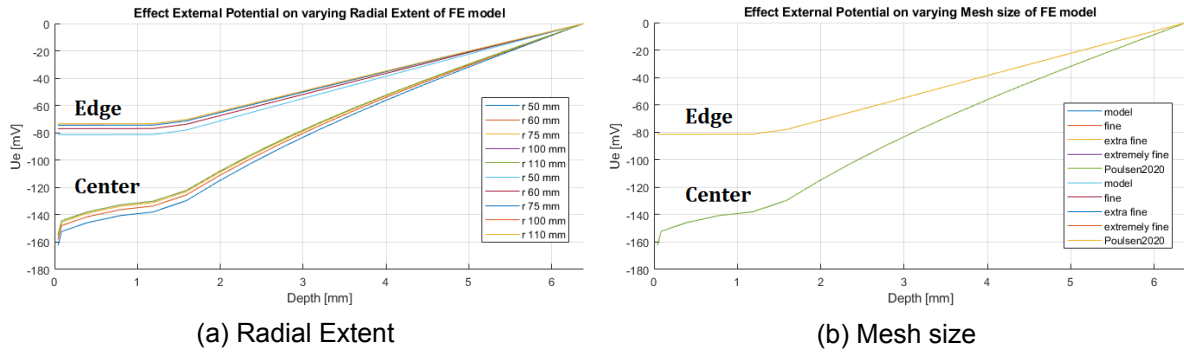 Effect External Potential on varying Radial Extent of FE model
0
-20
-40
-60
-80
-100
-120
-140
-160
-180
Ue [mV]
Edge
Center
r 50 mm
r 60 mm
r 75 mm
r 100 mm
r 110 mm
r 50 mm
r 60 mm
r 75 mm
r 100 mm
r 110 mm
0 1 2 3 4 5 6
Depth [mm]
(a) Radial Extent
Effect External Potential on varying Mesh size of FE model
0
-20
-40
-60
-80
-100
-120
-140
-160
-180
Ue [mV]
Edge
Center
model
fine
extra fine
extremely fine
Poulsen2020
model
fine
extra fine
extremely fine
Poulsen2020
0 1 2 3 4 5 6
Depth [mm]
(b) Mesh size